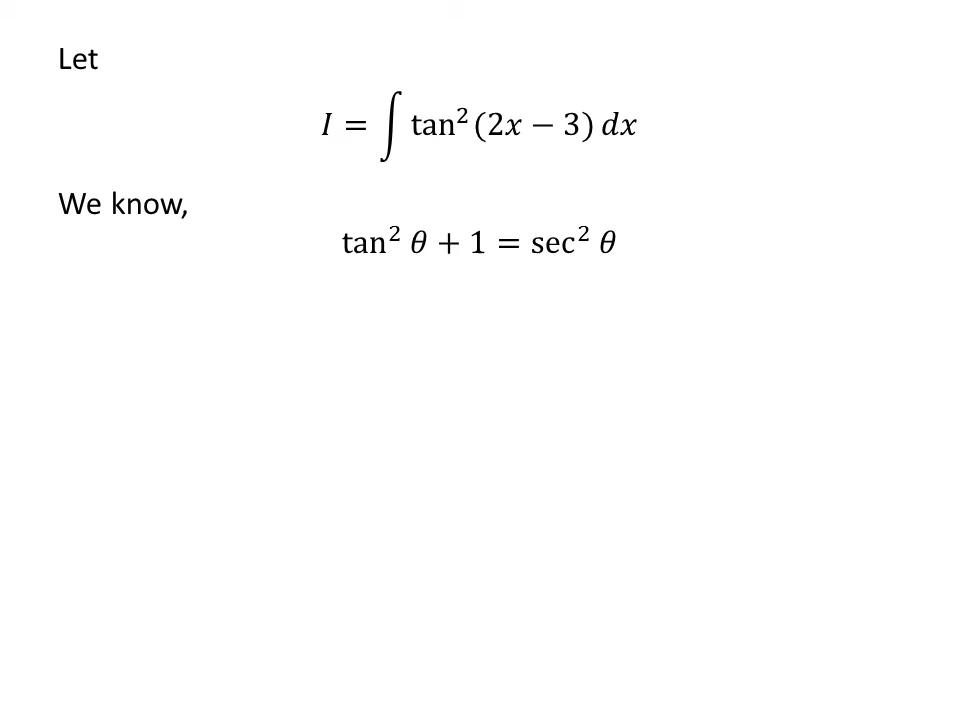 Let
𝐼 = ∫ tan² (2𝑥 − 3) 𝑑𝑥
We know,
tan² 𝜃 + 1 = sec² 𝜃